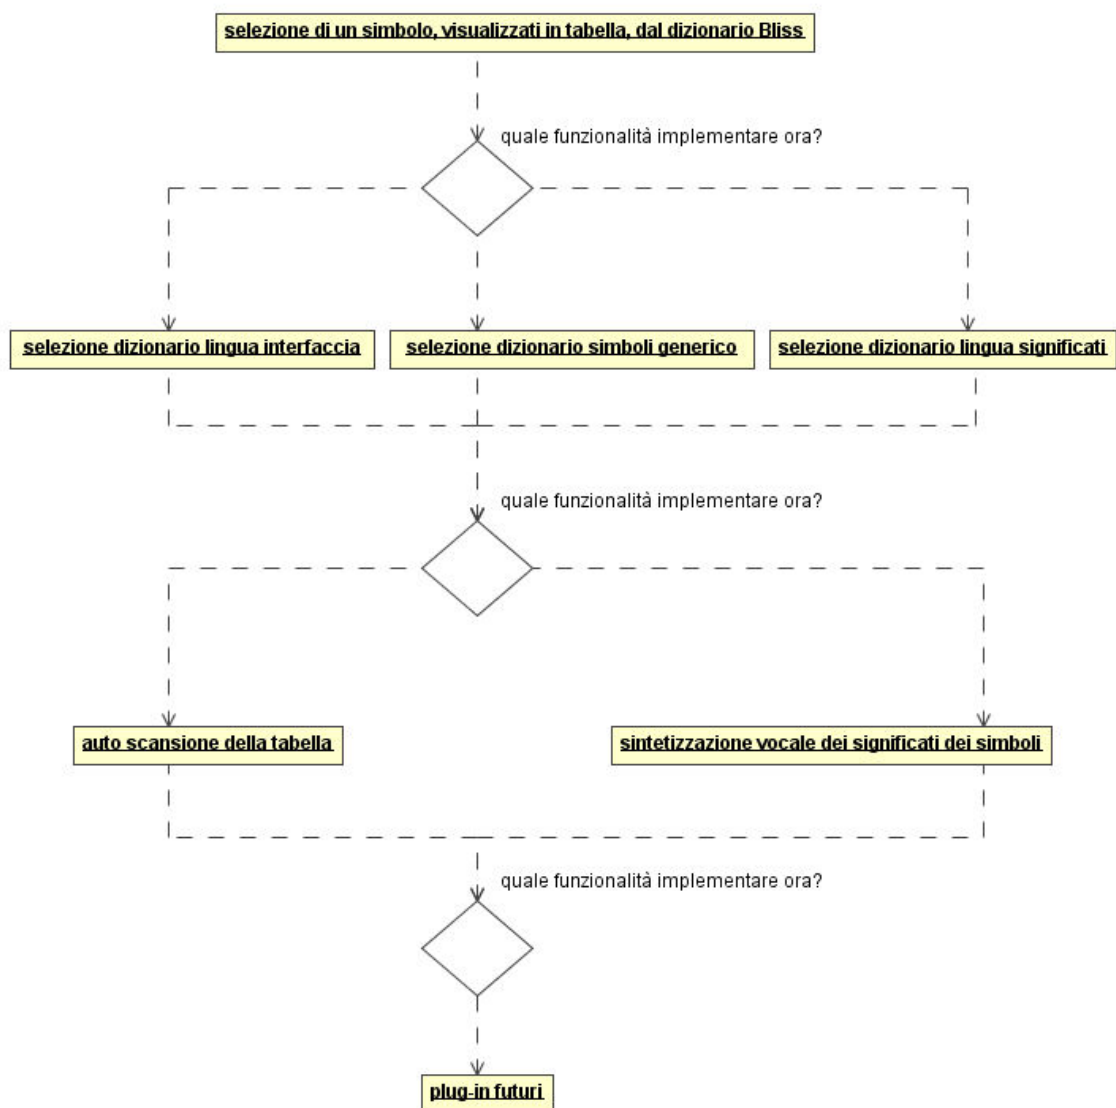 selezione di un simbolo, visualizzati in tabella, dal dizionario Bliss
quale funzionalità implementare ora?
selezione dizionario lingua interfaccia
selezione dizionario simboli generico
selezione dizionario lingua significati
quale funzionalità implementare ora?
auto scansione della tabella
sintetizzazione vocale dei significati dei simboli
quale funzionalità implementare ora?
plug-in futuri